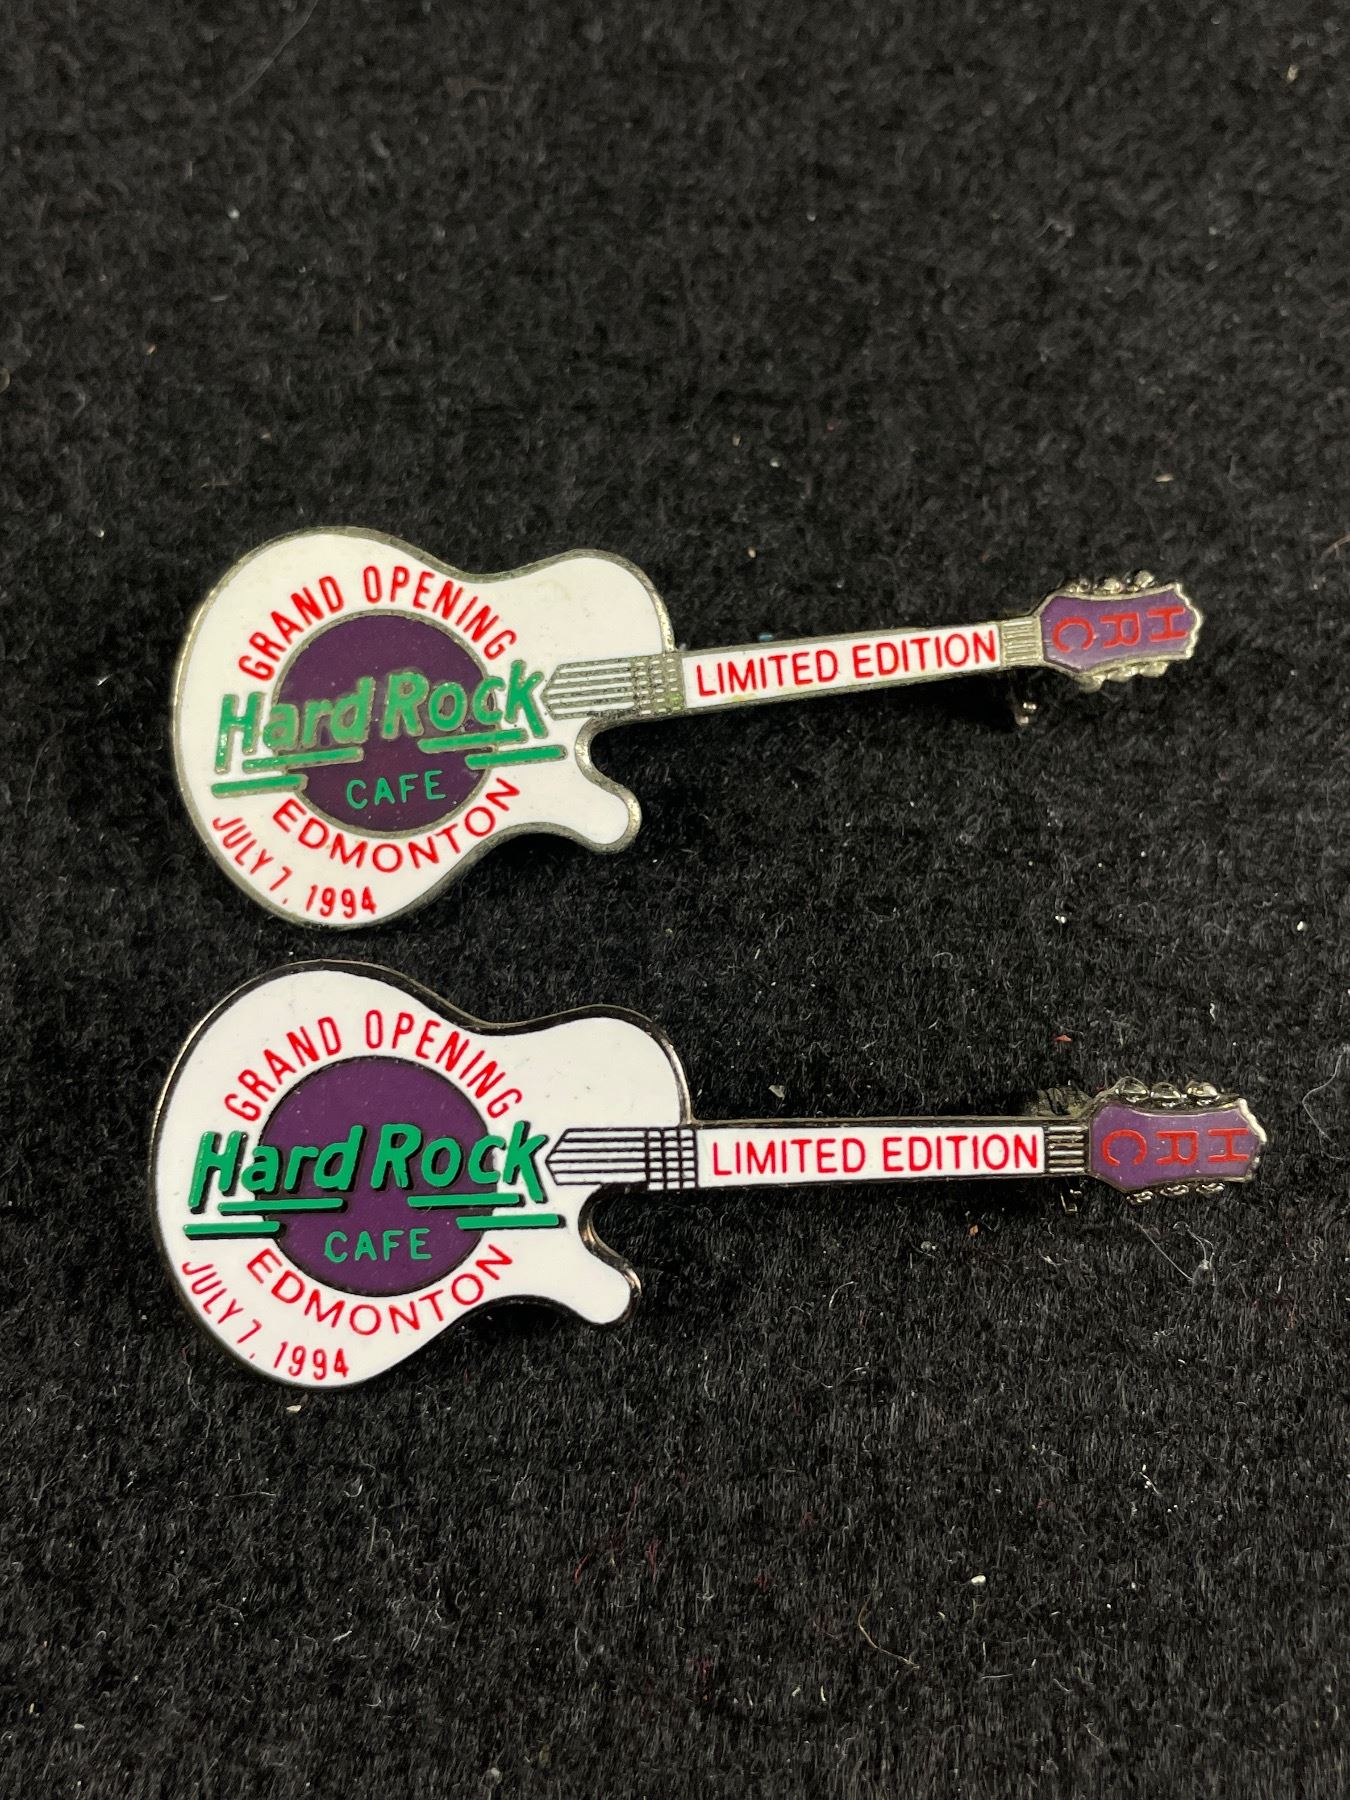 GRAND OPENING
Hard Rock
CAFE
EDMONTON
JULY 7, 1994
LIMITED EDITION
HRC
GRAND OPENING
Hard Rock
CAFE
EDMONTON
JULY 7, 1994
LIMITED EDITION
HRC